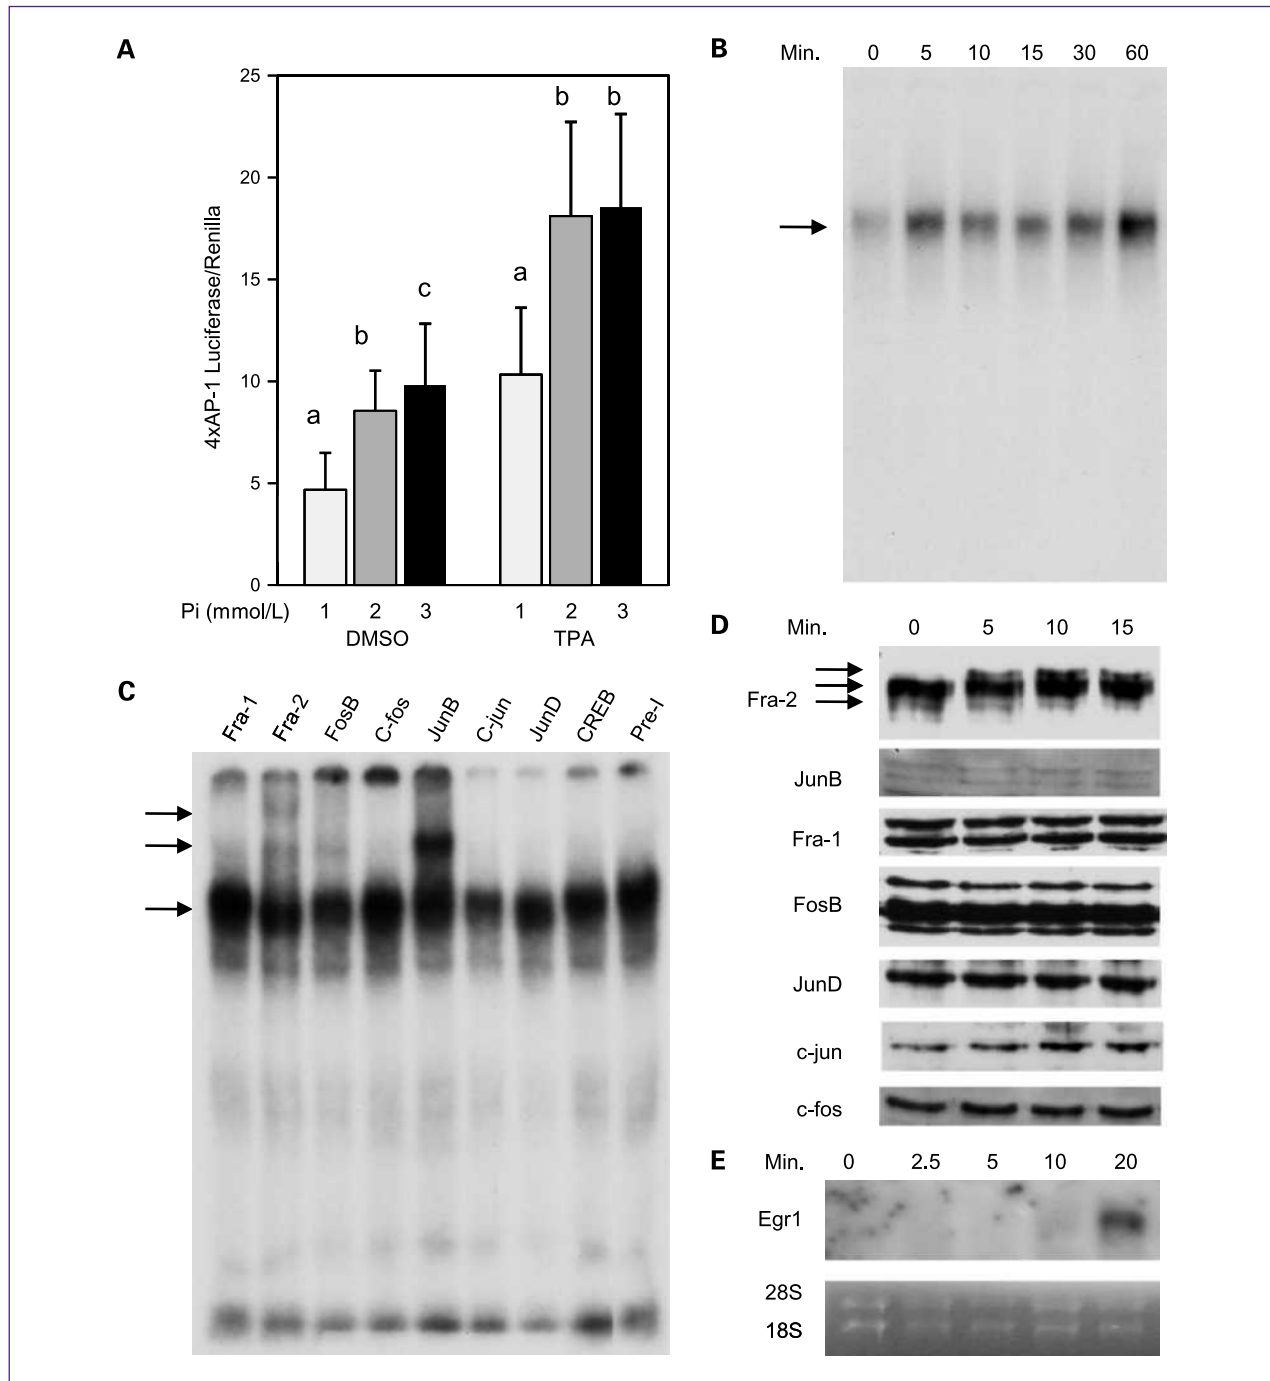 A
25
20
15
10
5
0
4xAP-1 Luciferase/Renilla
a
b
c
a
b
b
Pi (mmol/L) 1 2 3 1 2 3
DMSO TPA
B
Min. 0 5 10 15 30 60
C
Fra-1 Fra-2 FosB C-fos JunB C-jun JunD CREB Pre-I
D
Min. 0 5 10 15
Fra-2
JunB
Fra-1
FosB
JunD
c-jun
c-fos
E
Min. 0 2.5 5 10 20
Egr1
28S
18S